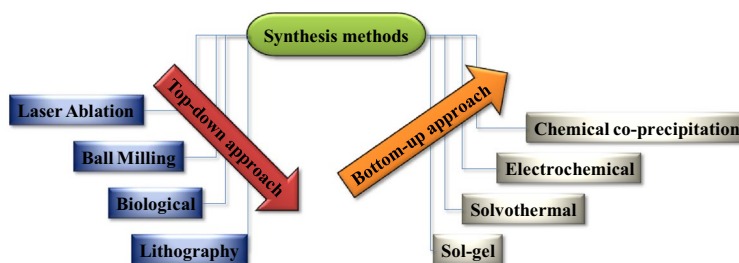 Synthesis methods
Top-down approach
Laser Ablation
Ball Milling
Biological
Lithography
Bottom-up approach
Chemical co-precipitation
Electrochemical
Solvothermal
Sol-gel